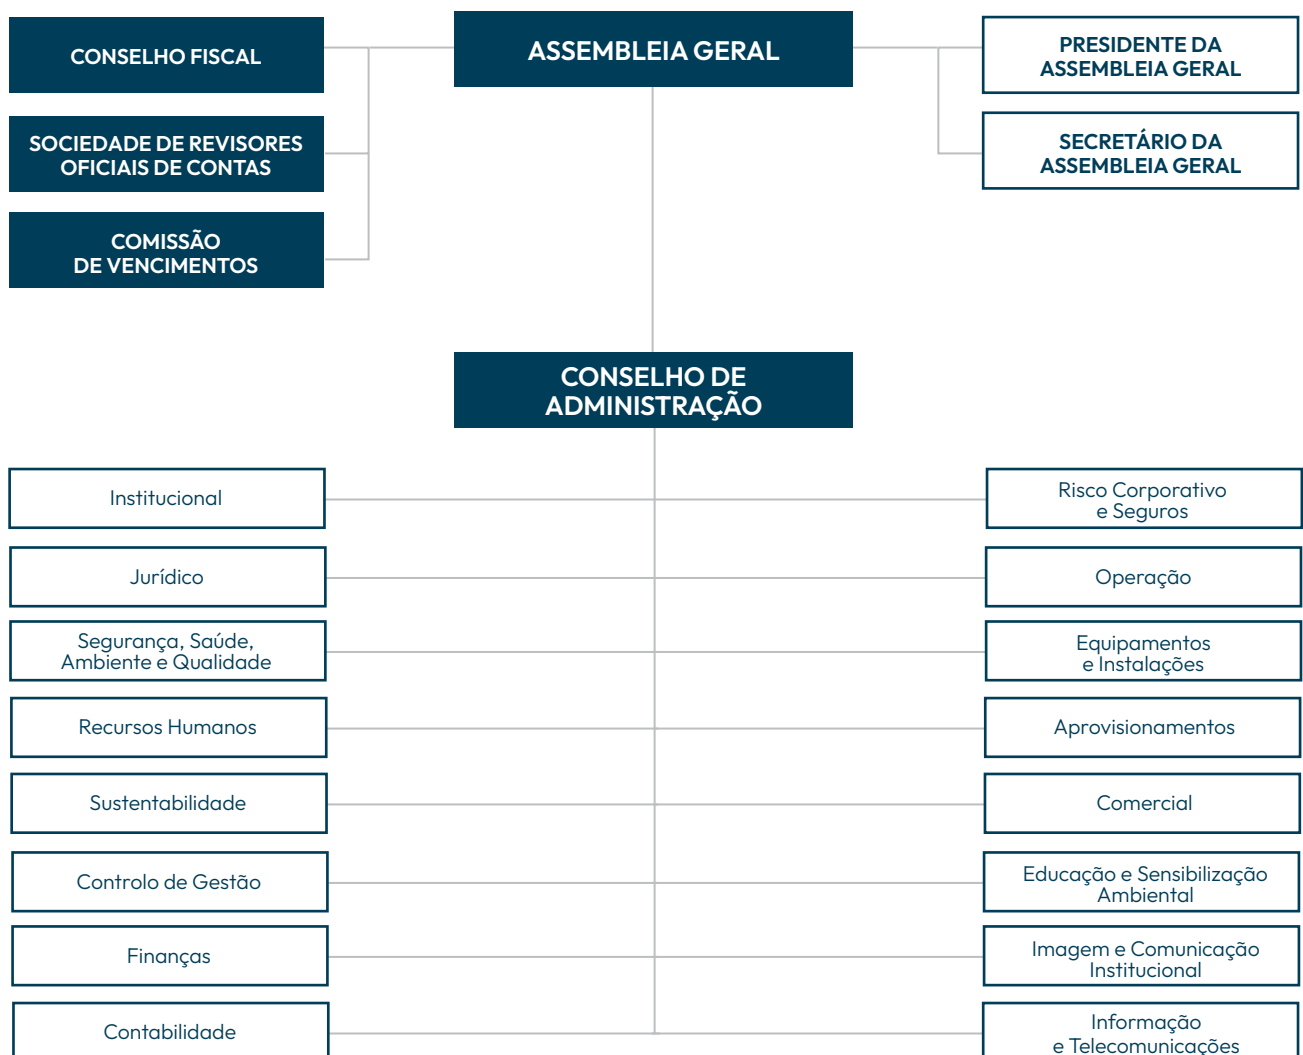 CONSELHO FISCAL
ASSEMBLEIA GERAL
PRESIDENTE DA
ASSEMBLEIA GERAL
SOCIEDADE DE REVISORES
OFICIAIS DE CONTAS
SECRETÁRIO DA
ASSEMBLEIA GERAL
COMISSÃO
DE VENCIMENTOS
CONSELHO DE
ADMINISTRAÇÃO
Institucional
Risco Corporativo
e Seguros
Jurídico
Operação
Segurança, Saúde,
Ambiente e Qualidade
Equipamentos
e Instalações
Recursos Humanos
Aprovisionamentos
Sustentabilidade
Comercial
Controlo de Gestão
Educação e Sensibilização
Ambiental
Finanças
Imagem e Comunicação
Institucional
Contabilidade
Informação
e Telecomunicações